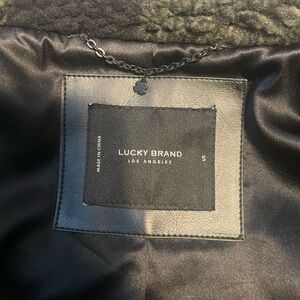 MADE IN CHINA
LUCKY BRAND
LOS ANGELES
S